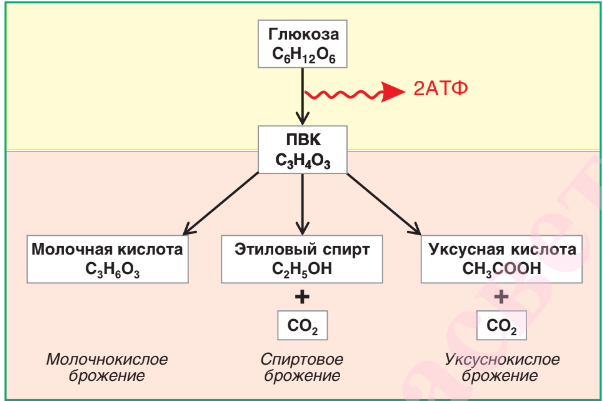 Глюкоза
C₆H₁₂O₆
2АТФ
ПВК
C₃H₄O₃
Молочная кислота
C₃H₆O₃
Этиловый спирт
C₂H₅OH
+
CO₂
Уксусная кислота
CH₃COOH
+
CO₂
Молочнокислое
брожение
Спиртовое
брожение
Уксуснокислое
брожение